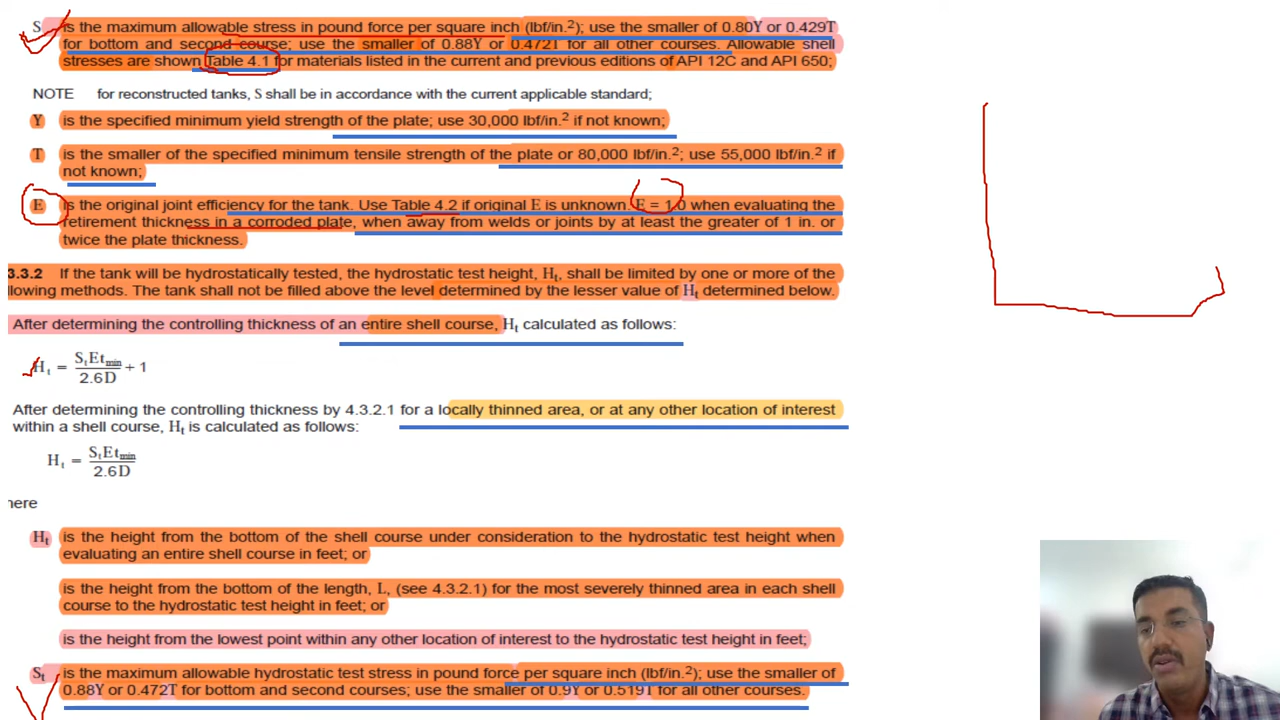 S is the maximum allowable stress in pound force per square inch (lbf/in.²); use the smaller of 0.80Y or 0.429T
for bottom and second course; use the smaller of 0.88Y or 0.472T for all other courses. Allowable shell
stresses are shown Table 4.1 for materials listed in the current and previous editions of API 12C and API 650;
NOTE for reconstructed tanks, S shall be in accordance with the current applicable standard;
Y is the specified minimum yield strength of the plate; use 30,000 lbf/in.² if not known;
T is the smaller of the specified minimum tensile strength of the plate or 80,000 lbf/in.²; use 55,000 lbf/in.² if
not known;
E is the original joint efficiency for the tank. Use Table 4.2 if original E is unknown. E = 1.0 when evaluating the
retirement thickness in a corroded plate, when away from welds or joints by at least the greater of 1 in. or
twice the plate thickness.
3.3.2 If the tank will be hydrostatically tested, the hydrostatic test height, Hₜ, shall be limited by one or more of the
llowing methods. The tank shall not be filled above the level determined by the lesser value of Hₜ determined below.
After determining the controlling thickness of an entire shell course, Hₜ calculated as follows:
Hₜ = SₜEtmin / 2.6D + 1
After determining the controlling thickness by 4.3.2.1 for a locally thinned area, or at any other location of interest
within a shell course, Hₜ is calculated as follows:
Hₜ = SₜEtmin / 2.6D
here
Hₜ is the height from the bottom of the shell course under consideration to the hydrostatic test height when
evaluating an entire shell course in feet; or
is the height from the bottom of the length, L, (see 4.3.2.1) for the most severely thinned area in each shell
course to the hydrostatic test height in feet; or
is the height from the lowest point within any other location of interest to the hydrostatic test height in feet;
Sₜ is the maximum allowable hydrostatic test stress in pound force per square inch (lbf/in.²); use the smaller of
0.88Y or 0.472T for bottom and second courses; use the smaller of 0.9Y or 0.519T for all other courses.